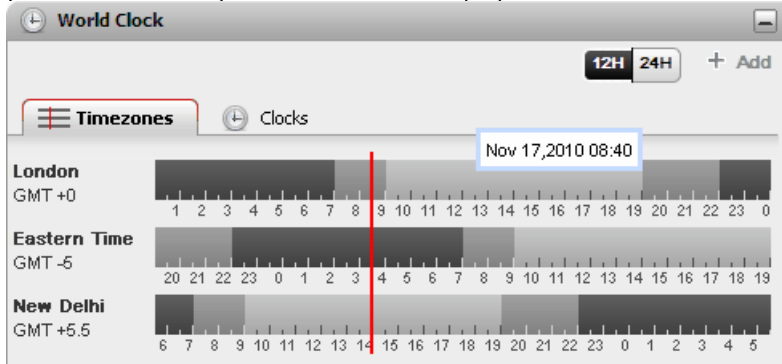 World Clock
12H 24H + Add
Timezones Clocks
Nov 17,2010 08:40
London
GMT +0
1 2 3 4 5 6 7 8 9 10 11 12 13 14 15 16 17 18 19 20 21 22 23 0
Eastern Time
GMT -5
20 21 22 23 0 1 2 3 4 5 6 7 8 9 10 11 12 13 14 15 16 17 18 19
New Delhi
GMT +5.5
6 7 8 9 10 11 12 13 14 15 16 17 18 19 20 21 22 23 0 1 2 3 4 5